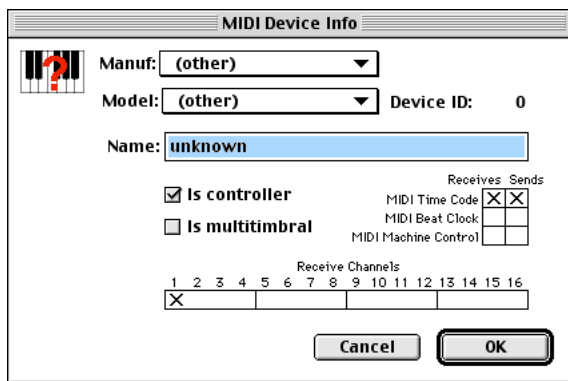 MIDI Device Info
?
Manuf: (other)
Model: (other) Device ID: 0
Name: unknown
Is controller
Is multitimbral
Receives Sends
MIDI Time Code
MIDI Beat Clock
MIDI Machine Control
Receive Channels
1 2 3 4 5 6 7 8 9 10 11 12 13 14 15 16
Cancel OK